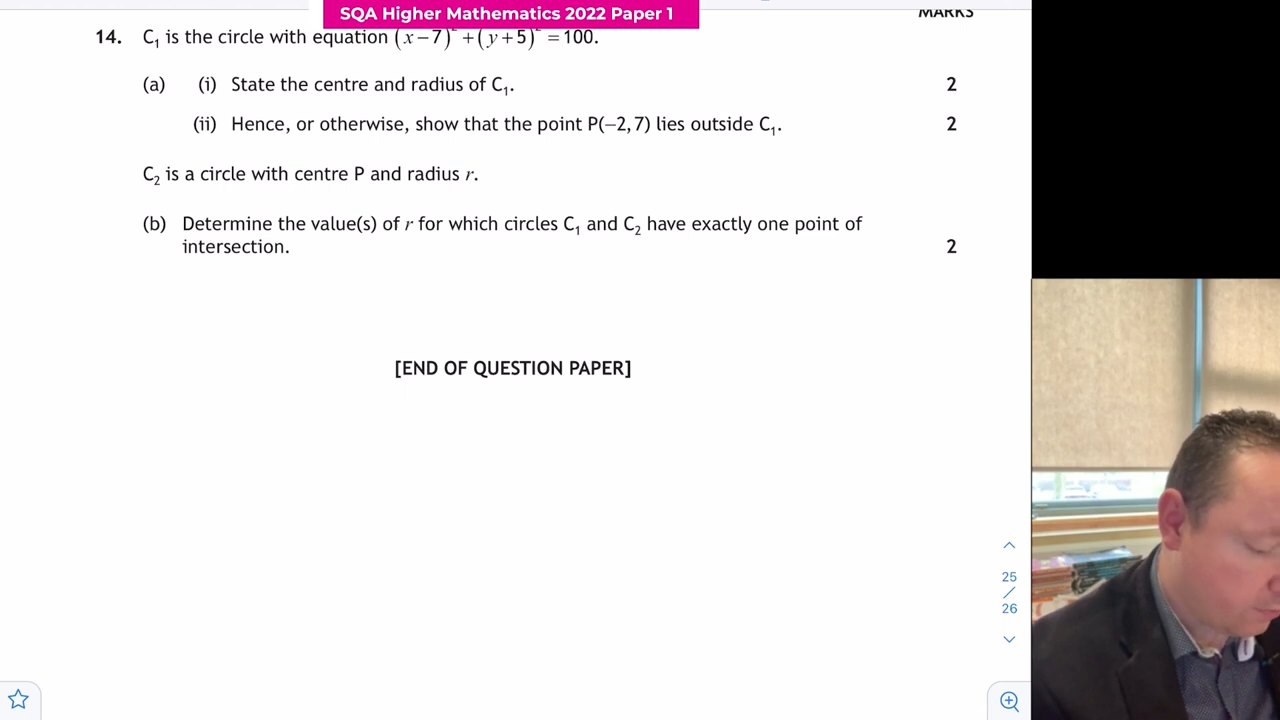 SQA Higher Mathematics 2022 Paper 1
MARKS
14. C₁ is the circle with equation (x−7)² +(y+5)² =100.
(a) (i) State the centre and radius of C₁. 2
(ii) Hence, or otherwise, show that the point P(−2,7) lies outside C₁. 2
C₂ is a circle with centre P and radius r.
(b) Determine the value(s) of r for which circles C₁ and C₂ have exactly one point of
intersection. 2
[END OF QUESTION PAPER]
25
/
26